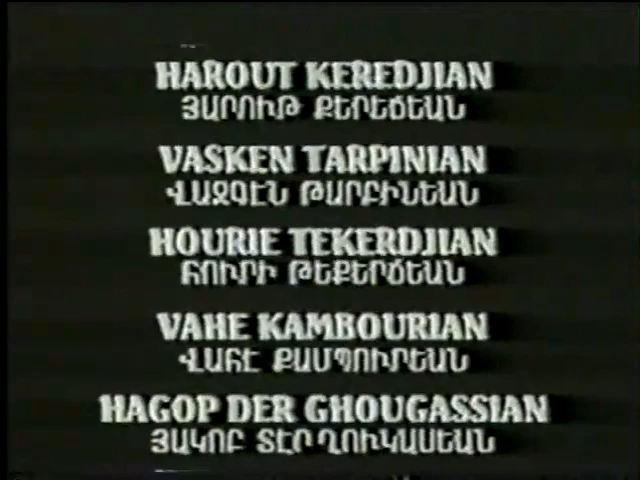 HAROUT KEREDJIAN
ՅԱՐՈՒԹ ՔԵՐԵՃԵԱՆ
VASKEN TARPINIAN
ՎԱԶԳԷՆ ԹԱՐԲԻՆԵԱՆ
HOURIE TEKERDJIAN
ՀՈՒՐԻ ԹԵՔԵՐՃԵԱՆ
VAHE KAMBOURIAN
ՎԱՀԷ ՔԱՄՊՈՒՐԵԱՆ
HAGOP DER GHOUGASSIAN
ՅԱԿՈԲ ՏԷՐ ՂՈՒԿԱՍԵԱՆ